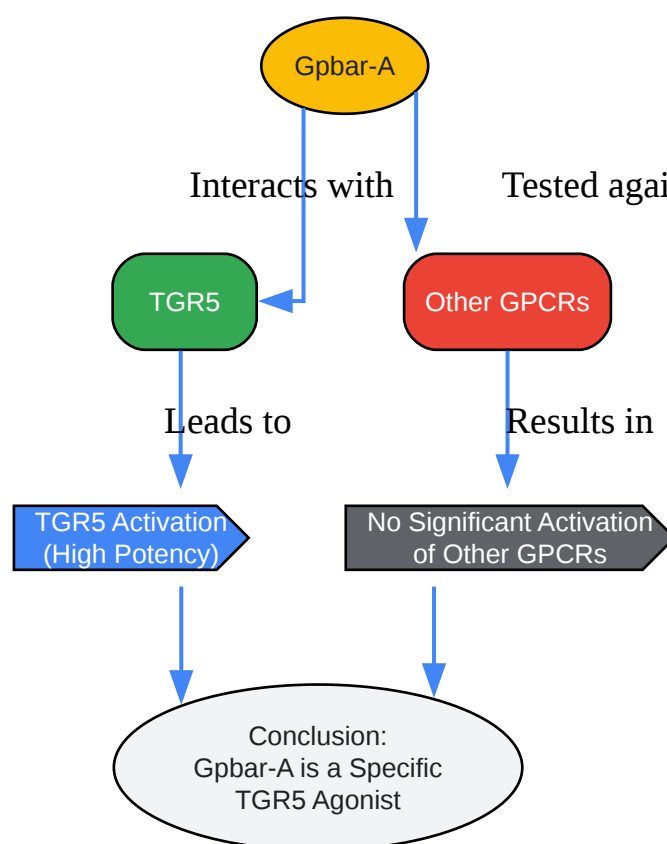 Gpbar-A
Interacts with
Tested agai
TGR5
Other GPCRs
Leads to
Results in
TGR5 Activation
(High Potency)
No Significant Activation
of Other GPCRs
Conclusion:
Gpbar-A is a Specific
TGR5 Agonist